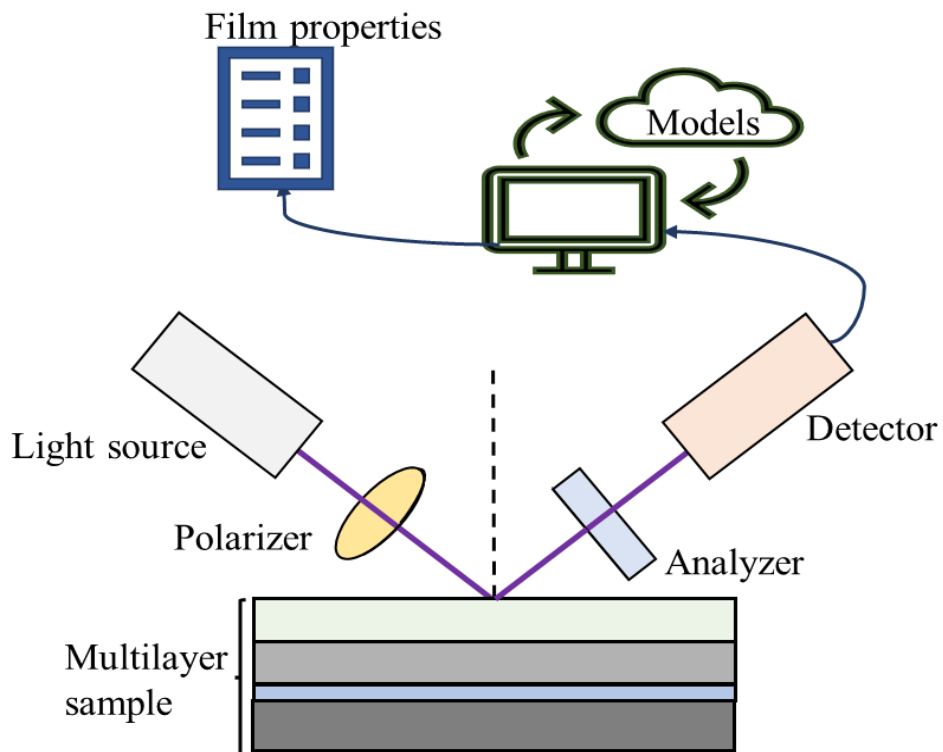 Film properties
Models
Light source
Detector
Polarizer
Analyzer
Multilayer
sample